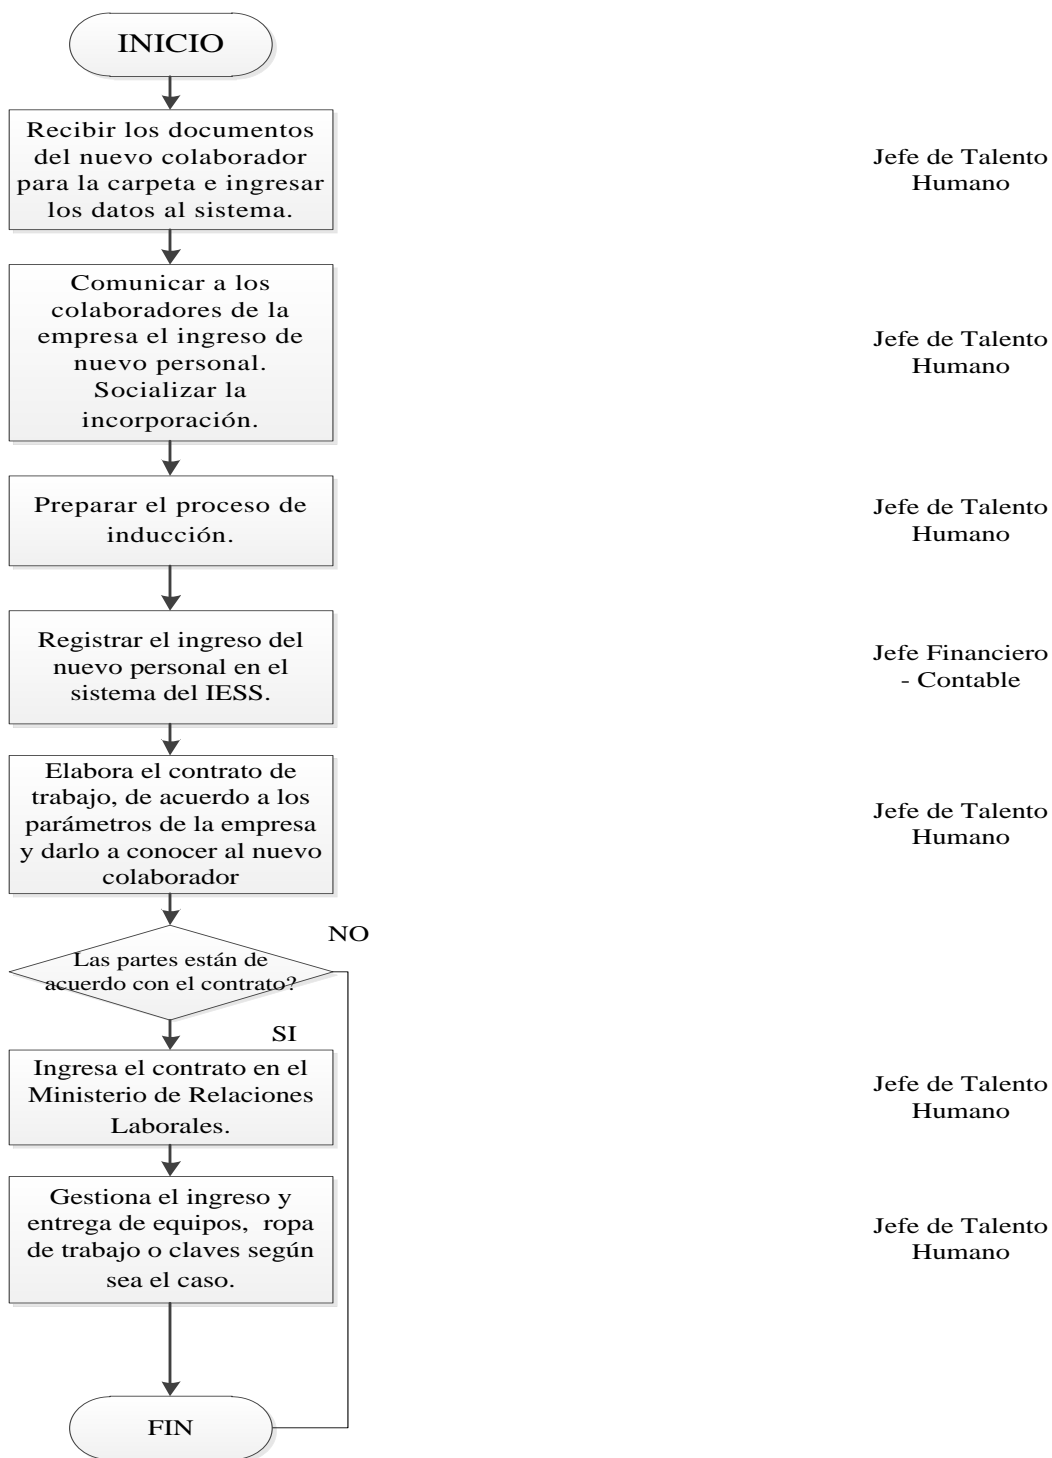 INICIO
Recibir los documentos
del nuevo colaborador
para la carpeta e ingresar
los datos al sistema.
Jefe de Talento
Humano
Comunicar a los
colaboradores de la
empresa el ingreso de
nuevo personal.
Socializar la
incorporación.
Jefe de Talento
Humano
Preparar el proceso de
inducción.
Jefe de Talento
Humano
Registrar el ingreso del
nuevo personal en el
sistema del IESS.
Jefe Financiero
- Contable
Elabora el contrato de
trabajo, de acuerdo a los
parámetros de la empresa
y darlo a conocer al nuevo
colaborador
Jefe de Talento
Humano
NO
Las partes están de
acuerdo con el contrato?
SI
Ingresa el contrato en el
Ministerio de Relaciones
Laborales.
Jefe de Talento
Humano
Gestiona el ingreso y
entrega de equipos, ropa
de trabajo o claves según
sea el caso.
Jefe de Talento
Humano
FIN